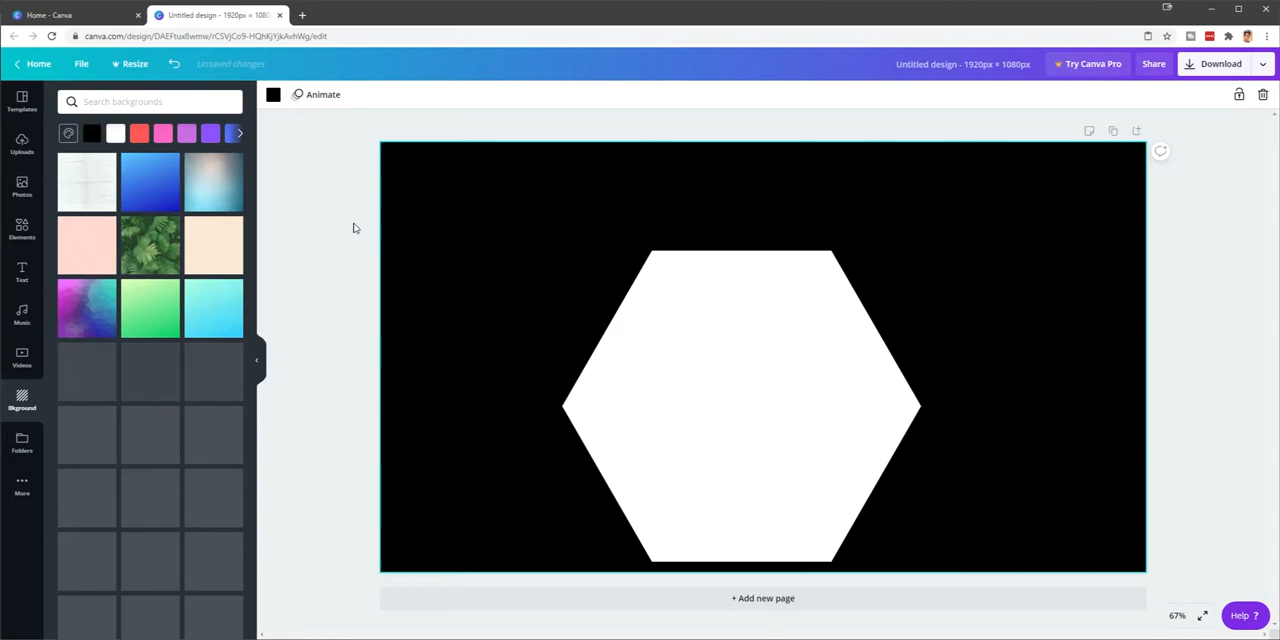 Home - Canva
Untitled design - 1920px × 1080
canva.com/design/DAEFtux8wmw/rCSVjCo9-HQhKjYjkAvhWg/edit
Home
File
Resize
Unsaved changes
Untitled design - 1920px × 1080px
Try Canva Pro
Share
Download
Templates
Search backgrounds
Animate
Uploads
Photos
Elements
Text
Music
Videos
Bkground
Folders
More
+ Add new page
67%
Help ?